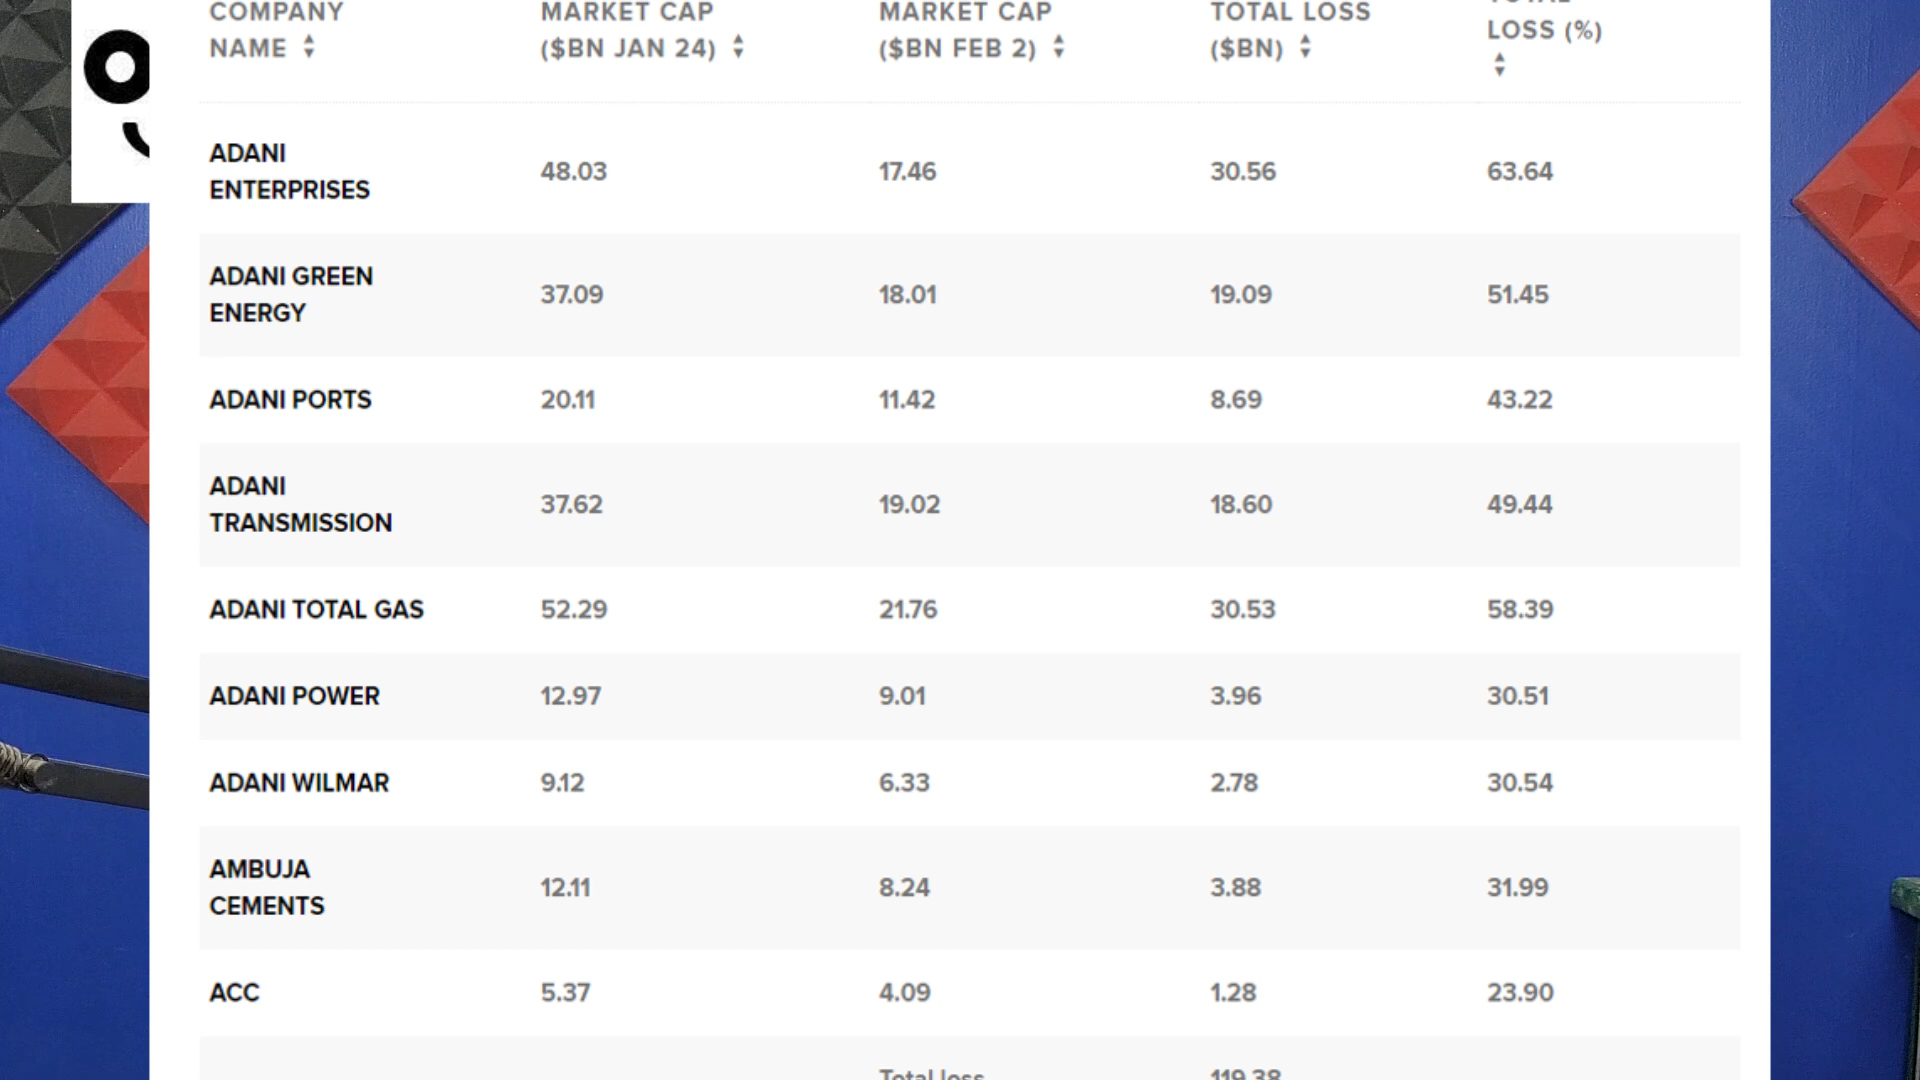 COMPANY NAME
MARKET CAP ($BN JAN 24)
MARKET CAP ($BN FEB 2)
TOTAL LOSS ($BN)
TOTAL LOSS (%)
ADANI ENTERPRISES 48.03 17.46 30.56 63.64
ADANI GREEN ENERGY 37.09 18.01 19.09 51.45
ADANI PORTS 20.11 11.42 8.69 43.22
ADANI TRANSMISSION 37.62 19.02 18.60 49.44
ADANI TOTAL GAS 52.29 21.76 30.53 58.39
ADANI POWER 12.97 9.01 3.96 30.51
ADANI WILMAR 9.12 6.33 2.78 30.54
AMBUJA CEMENTS 12.11 8.24 3.88 31.99
ACC 5.37 4.09 1.28 23.90
Total loss 119.38